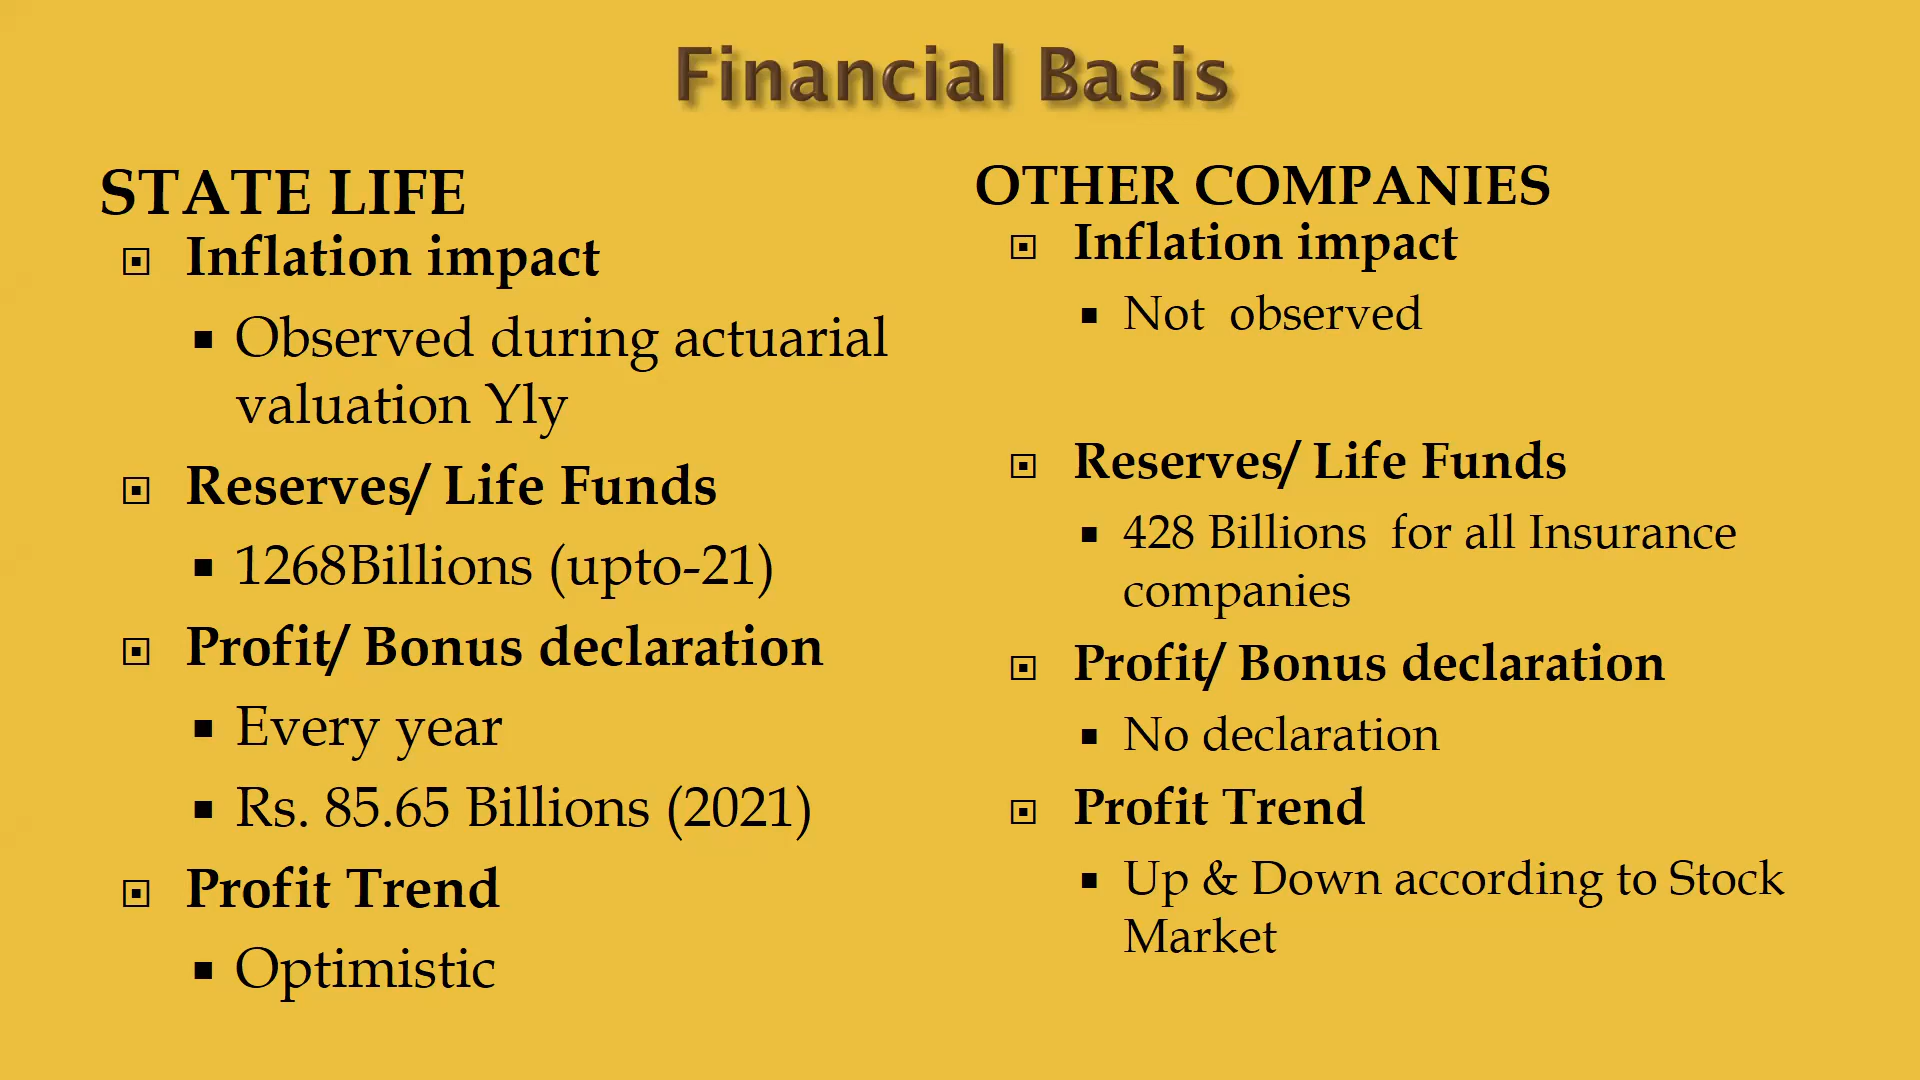 Financial Basis
STATE LIFE
Inflation impact
Observed during actuarial
valuation Yly
Reserves/ Life Funds
1268Billions (upto-21)
Profit/ Bonus declaration
Every year
Rs. 85.65 Billions (2021)
Profit Trend
Optimistic
OTHER COMPANIES
Inflation impact
Not observed
Reserves/ Life Funds
428 Billions for all Insurance
companies
Profit/ Bonus declaration
No declaration
Profit Trend
Up & Down according to Stock
Market